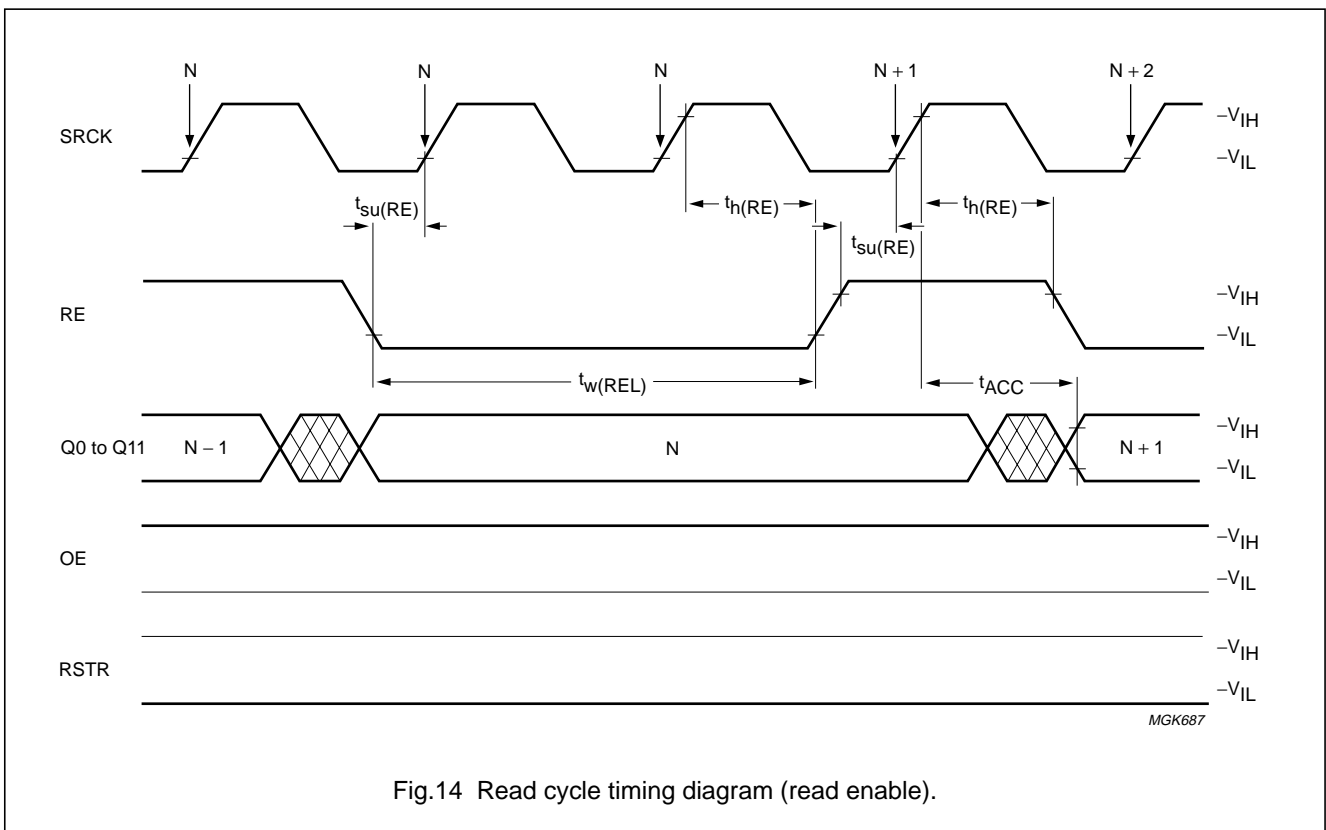 N N N N + 1 N + 2
SRCK
–VIH
–VIL
tsu(RE) th(RE) th(RE)
tsu(RE)
RE
–VIH
–VIL
tw(REL) tACC
Q0 to Q11 N – 1 N N + 1
–VIH
–VIL
OE
–VIH
–VIL
RSTR
–VIH
–VIL
MGK687
Fig.14 Read cycle timing diagram (read enable).